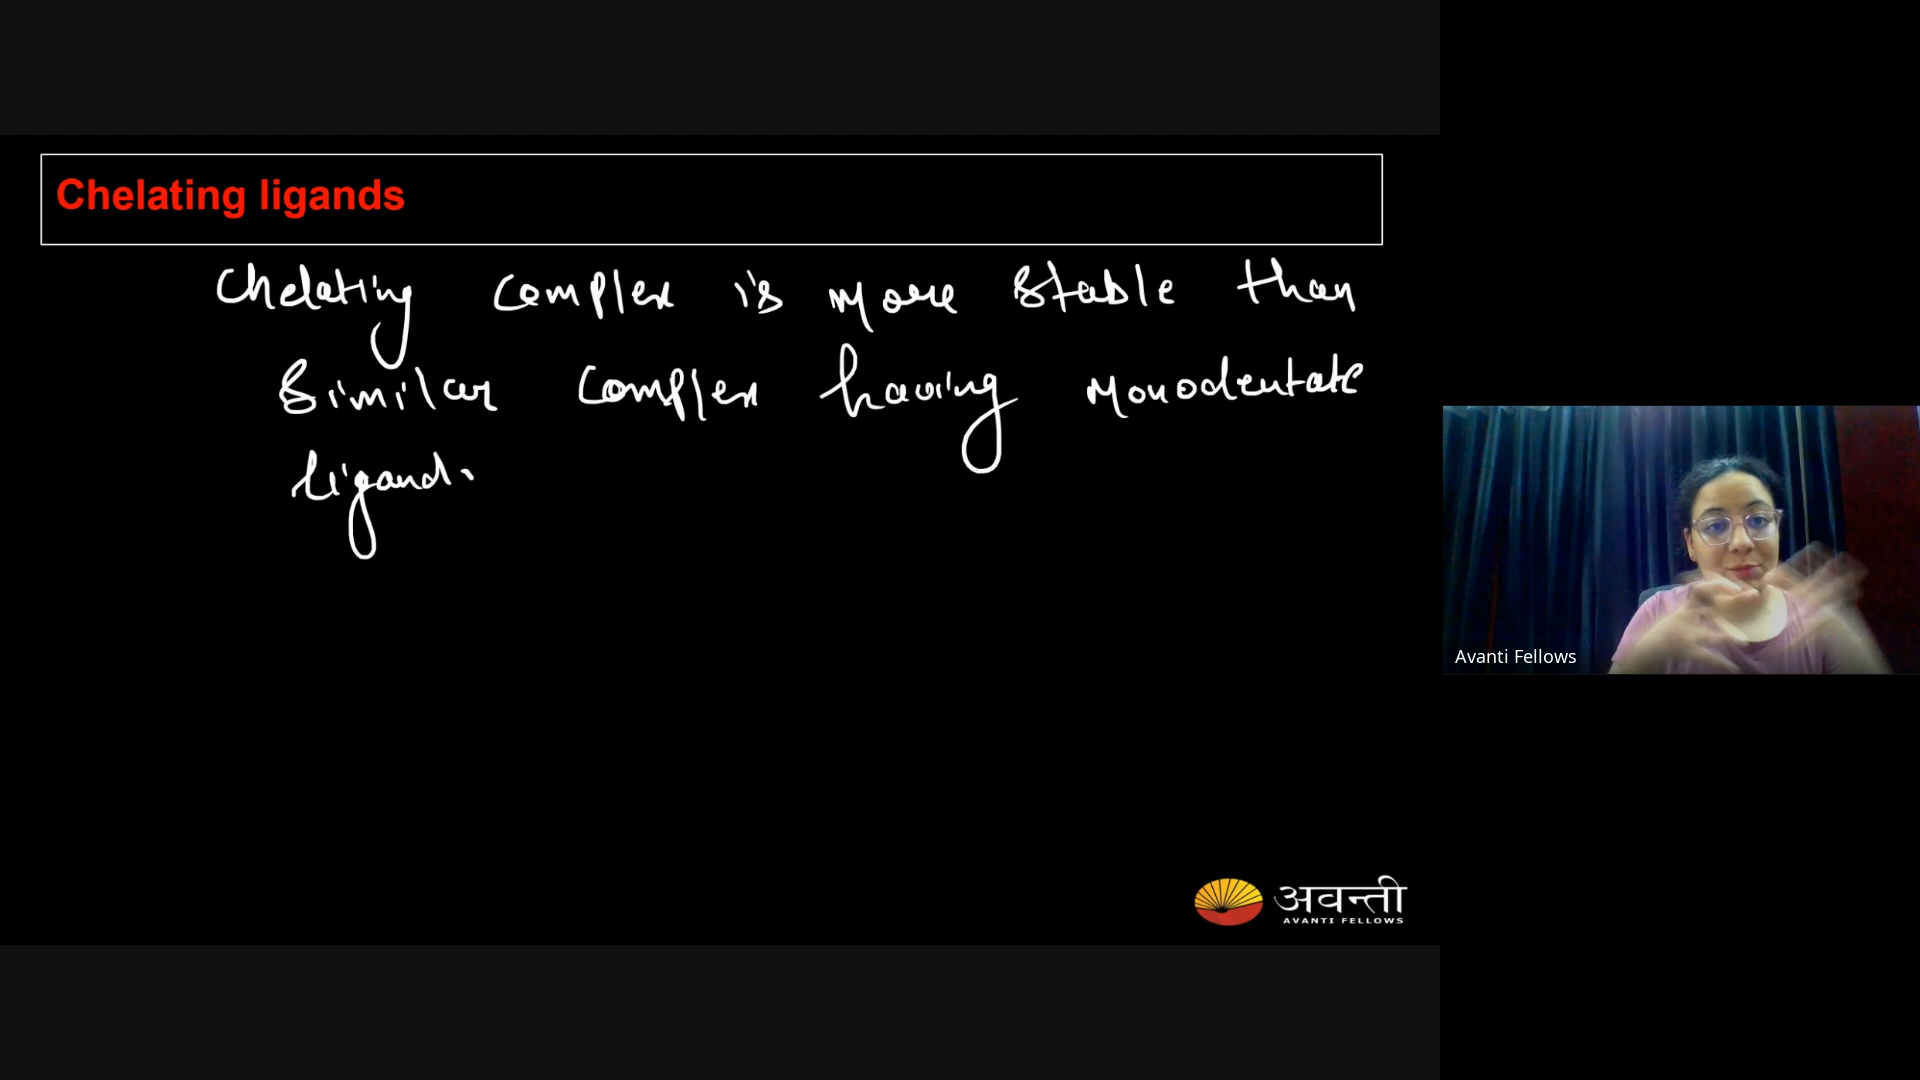 Chelating ligands
Chelating complex is more stable than
similar complex having monodentate
ligand.
Avanti Fellows
अवन्ती
AVANTI FELLOWS